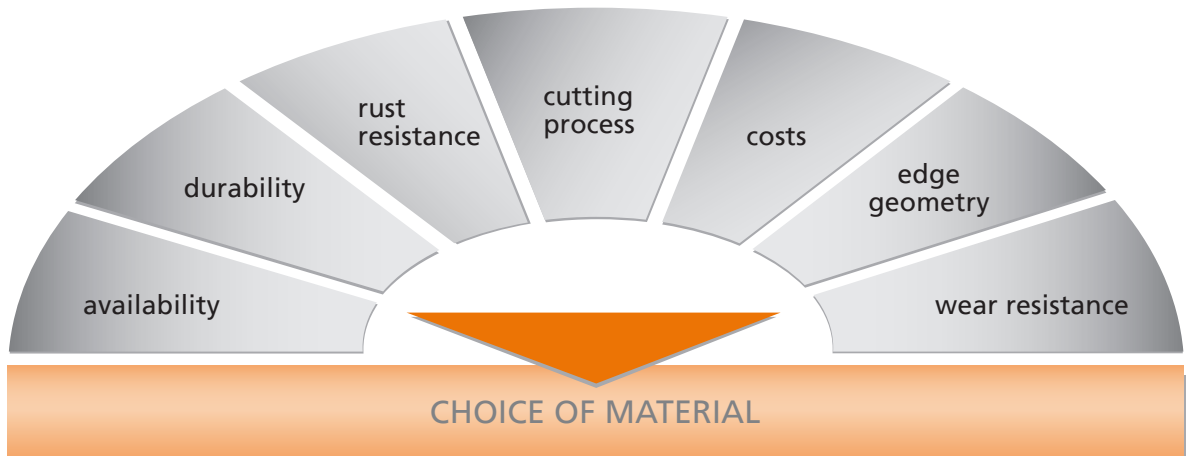 availability
durability
rust
resistance
cutting
process
costs
edge
geometry
wear resistance
CHOICE OF MATERIAL